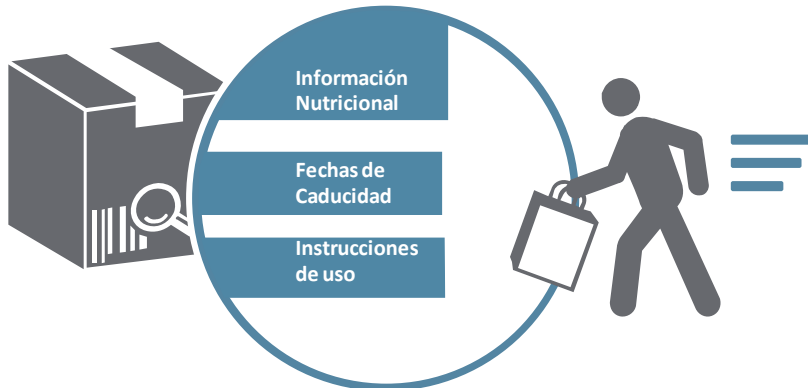 Información
Nutricional
Fechas de
Caducidad
Instrucciones
de uso